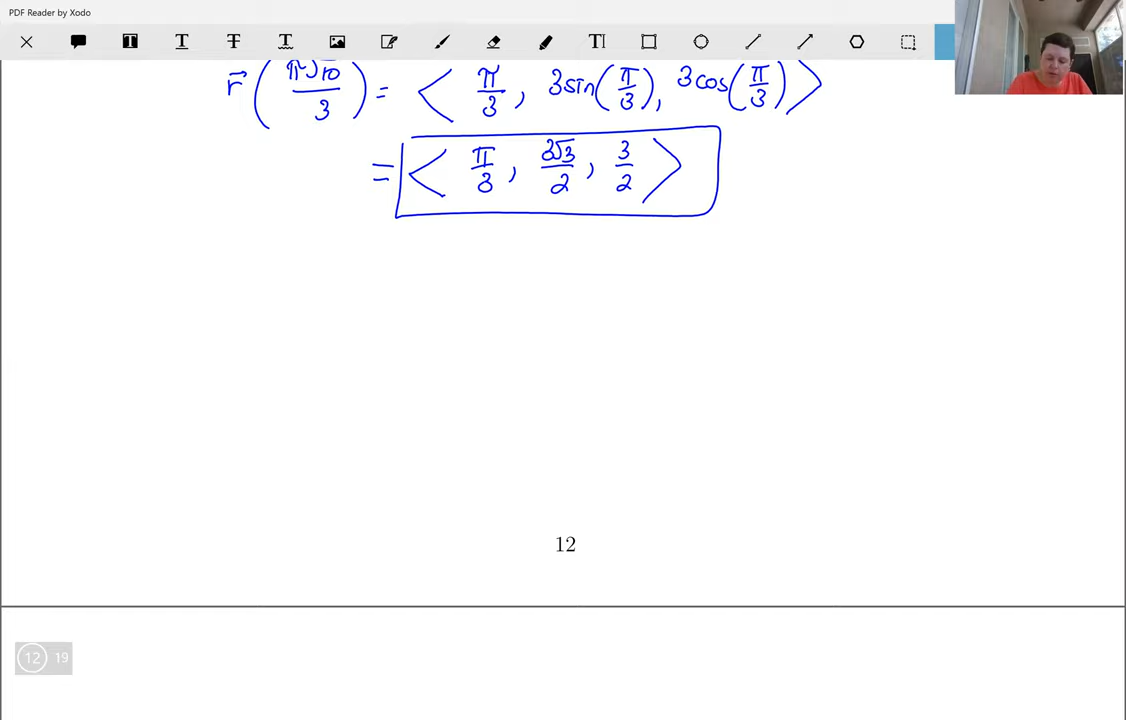 PDF Reader by Xodo
r⃗(π√10/3) = < π/3, 3sin(π/3), 3cos(π/3) >
= < π/3, 3√3/2, 3/2 >
12
12 19